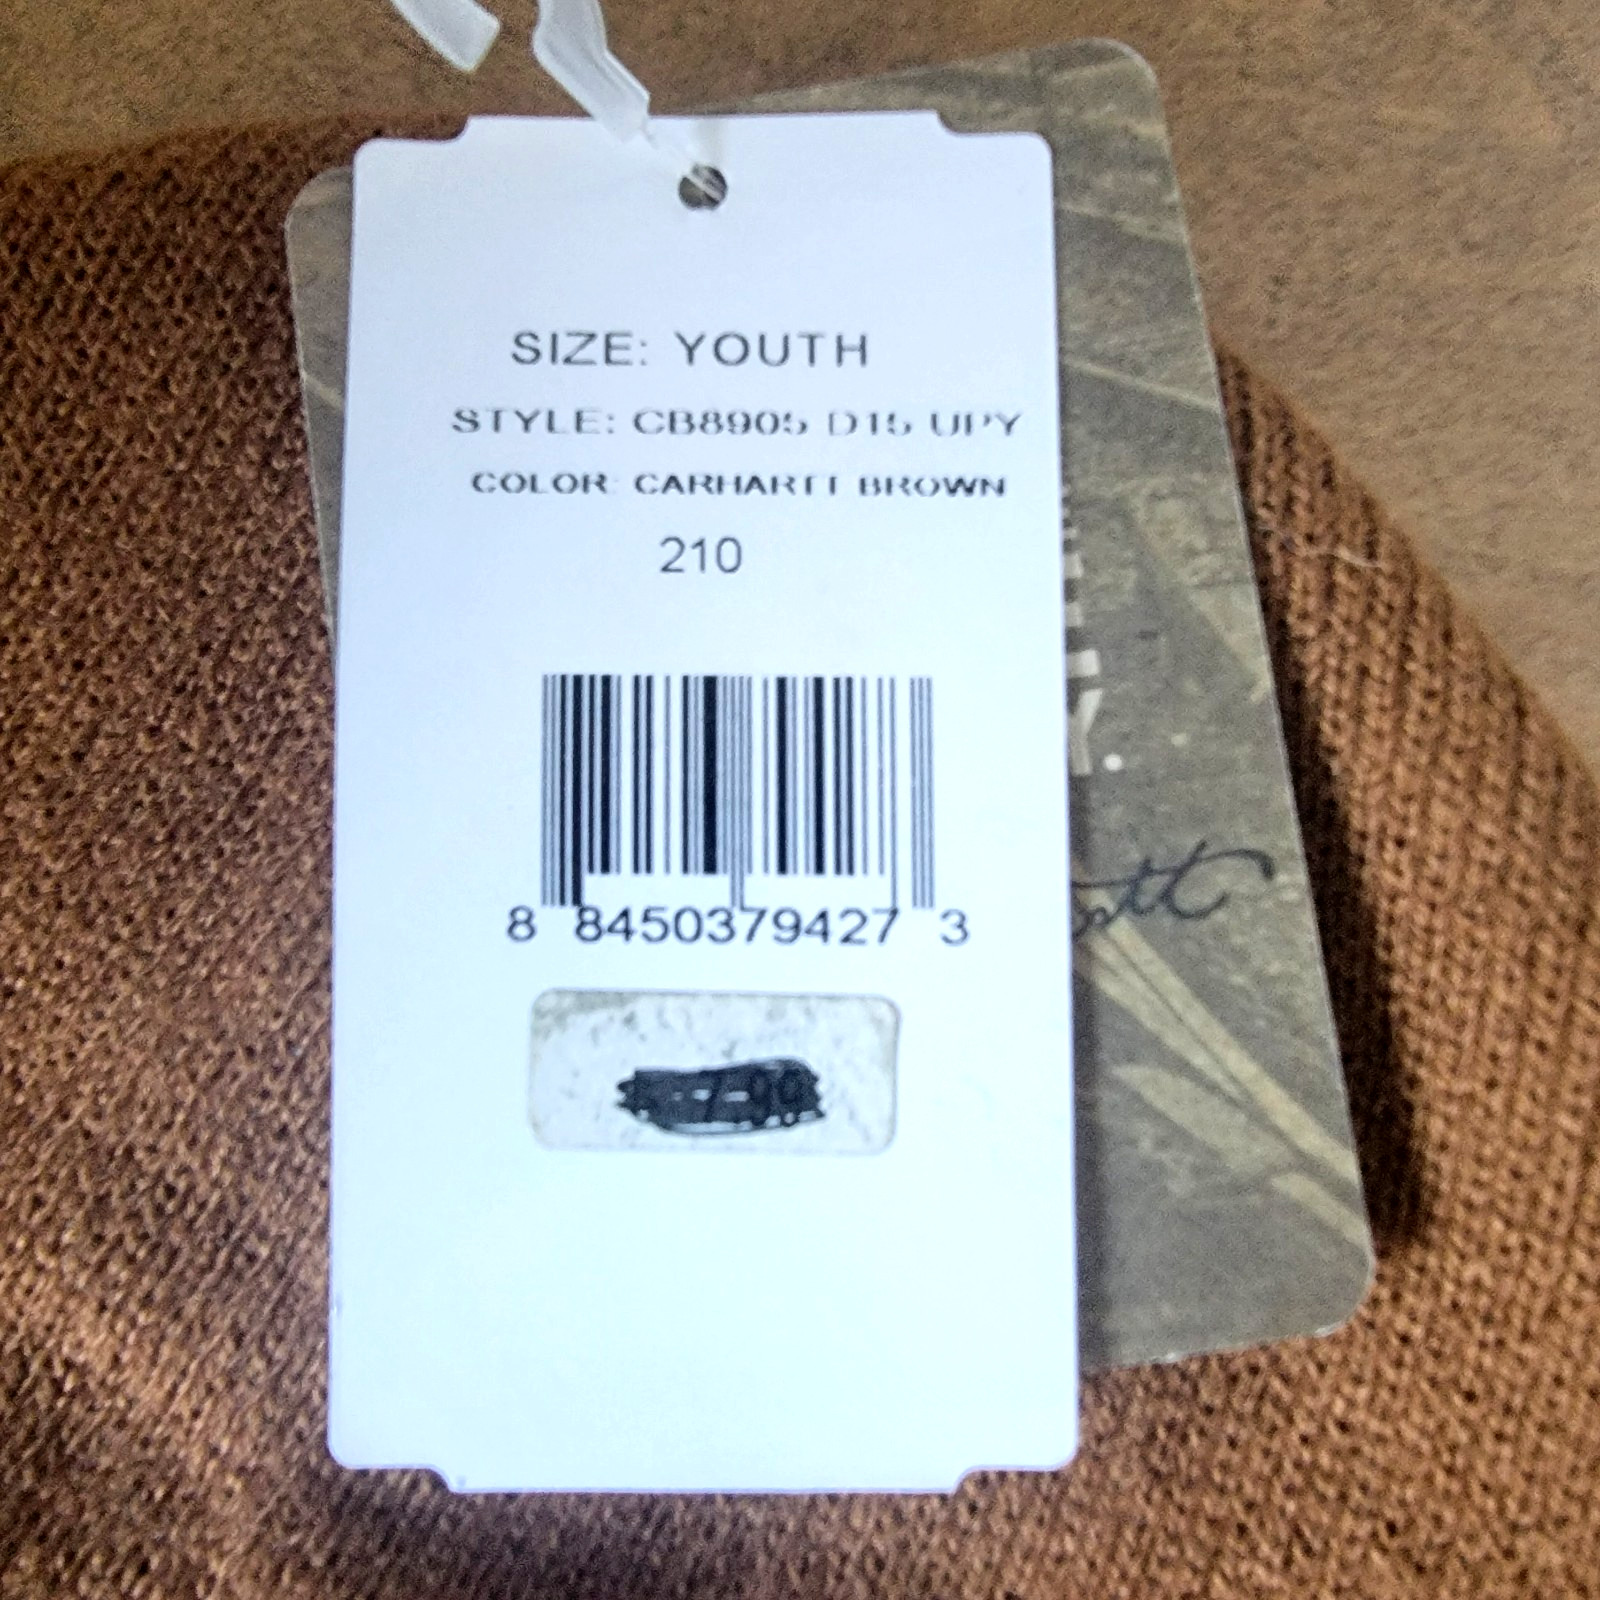 SIZE: YOUTH
STYLE: CB8905 D15 UPY
COLOR: CARHARTT BROWN
210
8 8450379427 3